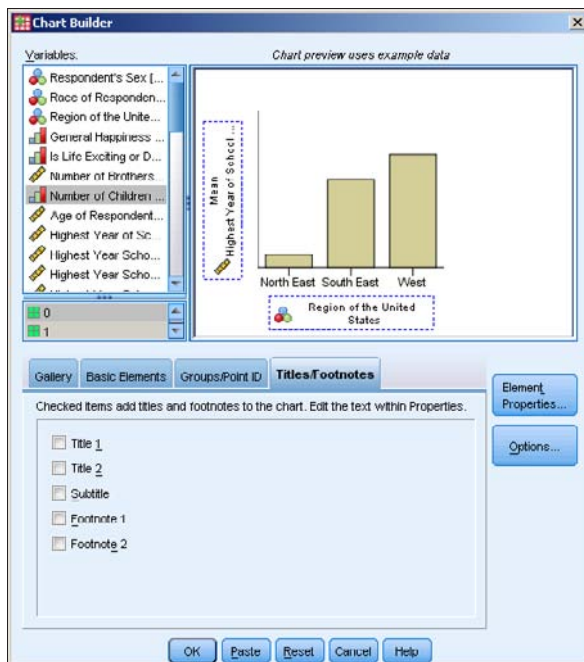 Chart Builder
Variables:
Chart preview uses example data
Respondent's Sex [...
Race of Responden...
Region of the Unite...
General Happiness ...
Is Life Exciting or D...
Number of Brothers...
Number of Children ...
Age of Respondent...
Highest Year of Sc...
Highest Year Scho...
Highest Year Scho...
0
1
Mean
Highest Year of School ...
North East South East West
Region of the United
States
Gallery Basic Elements Groups/Point ID Titles/Footnotes
Checked items add titles and footnotes to the chart. Edit the text within Properties.
Title 1
Title 2
Subtitle
Footnote 1
Footnote 2
Element
Properties...
Options...
OK Paste Reset Cancel Help